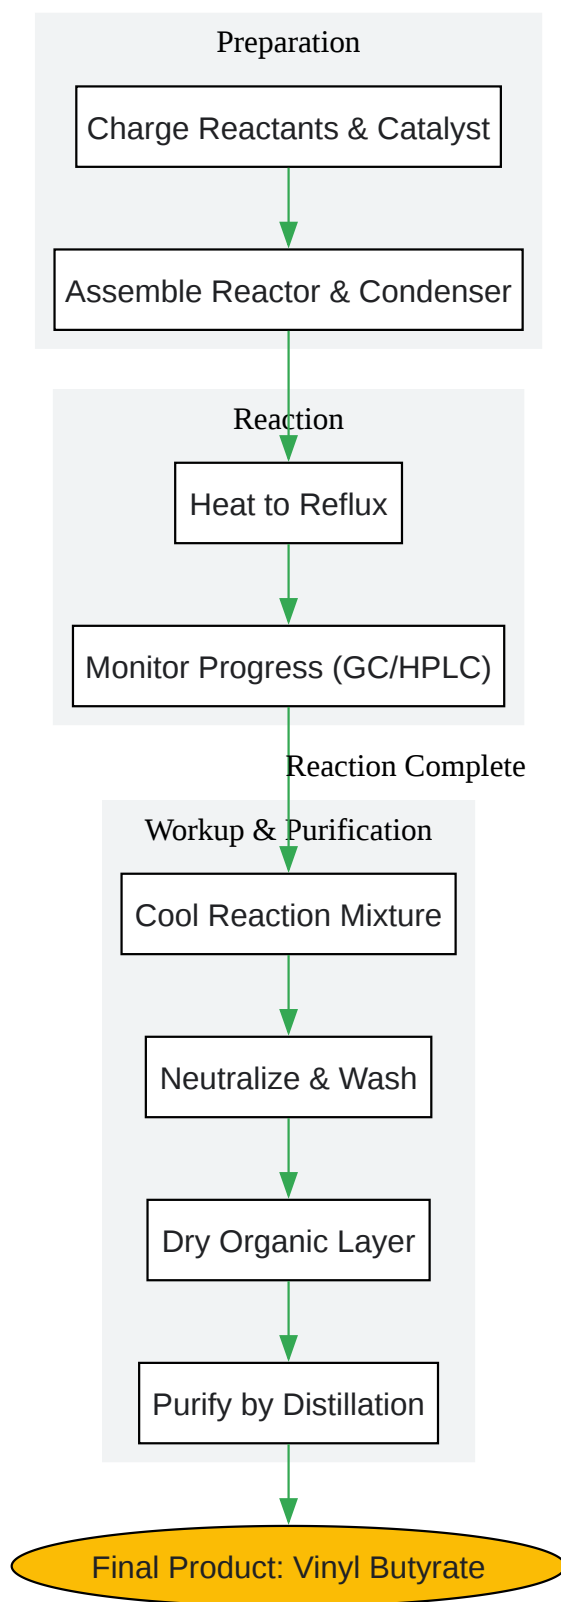 Preparation
Charge Reactants & Catalyst
Assemble Reactor & Condenser
Reaction
Heat to Reflux
Monitor Progress (GC/HPLC)
Reaction Complete
Workup & Purification
Cool Reaction Mixture
Neutralize & Wash
Dry Organic Layer
Purify by Distillation
Final Product: Vinyl Butyrate